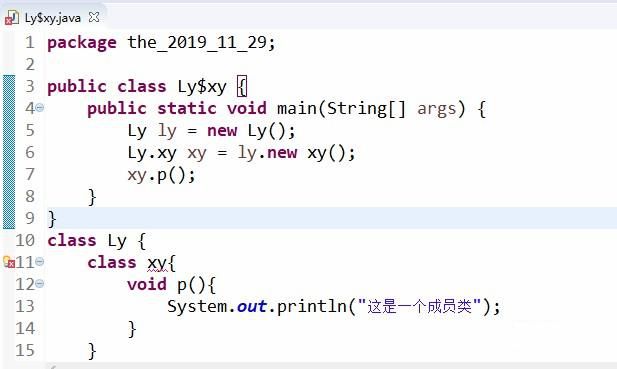 Ly$xy.java
1 package the_2019_11_29;
2
3 public class Ly$xy {
4 public static void main(String[] args) {
5 Ly ly = new Ly();
6 Ly.xy xy = ly.new xy();
7 xy.p();
8 }
9 }
10 class Ly {
11 class xy{
12 void p(){
13 System.out.println("这是一个成员类");
14 }
15 }